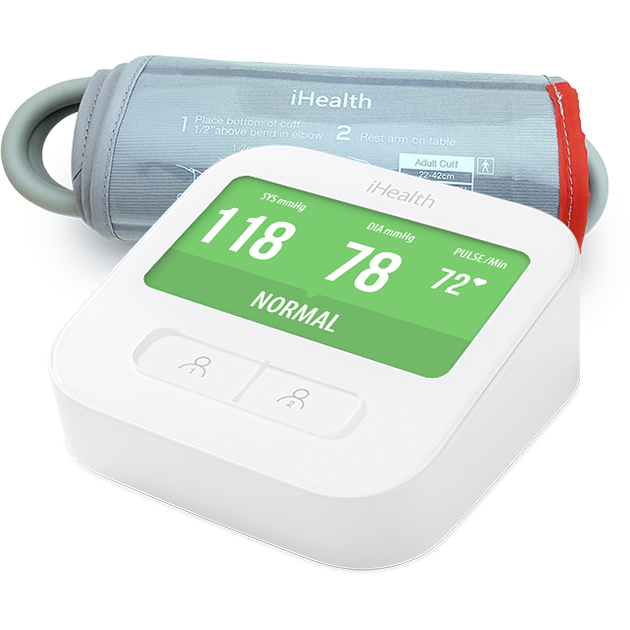 iHealth
1 Place bottom of cuff
1/2" above bend in elbow
2 Rest arm on table
Adult Cuff
22-42cm
iHealth
SYS mmHg
118
DIA mmHg
78
PULSE/Min
72
NORMAL
1
2